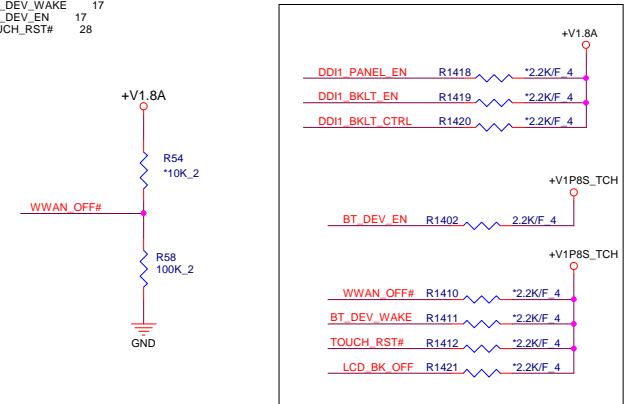 _DEV_WAKE 17
_DEV_EN 17
UCH_RST# 28
+V1.8A
R54
*10K_2
WWAN_OFF#
R58
100K_2
GND
+V1.8A
DDI1_PANEL_EN R1418 *2.2K/F_4
DDI1_BKLT_EN R1419 *2.2K/F_4
DDI1_BKLT_CTRL R1420 *2.2K/F_4
+V1P8S_TCH
BT_DEV_EN R1402 2.2K/F_4
+V1P8S_TCH
WWAN_OFF# R1410 *2.2K/F_4
BT_DEV_WAKE R1411 *2.2K/F_4
TOUCH_RST# R1412 *2.2K/F_4
LCD_BK_OFF R1421 *2.2K/F_4